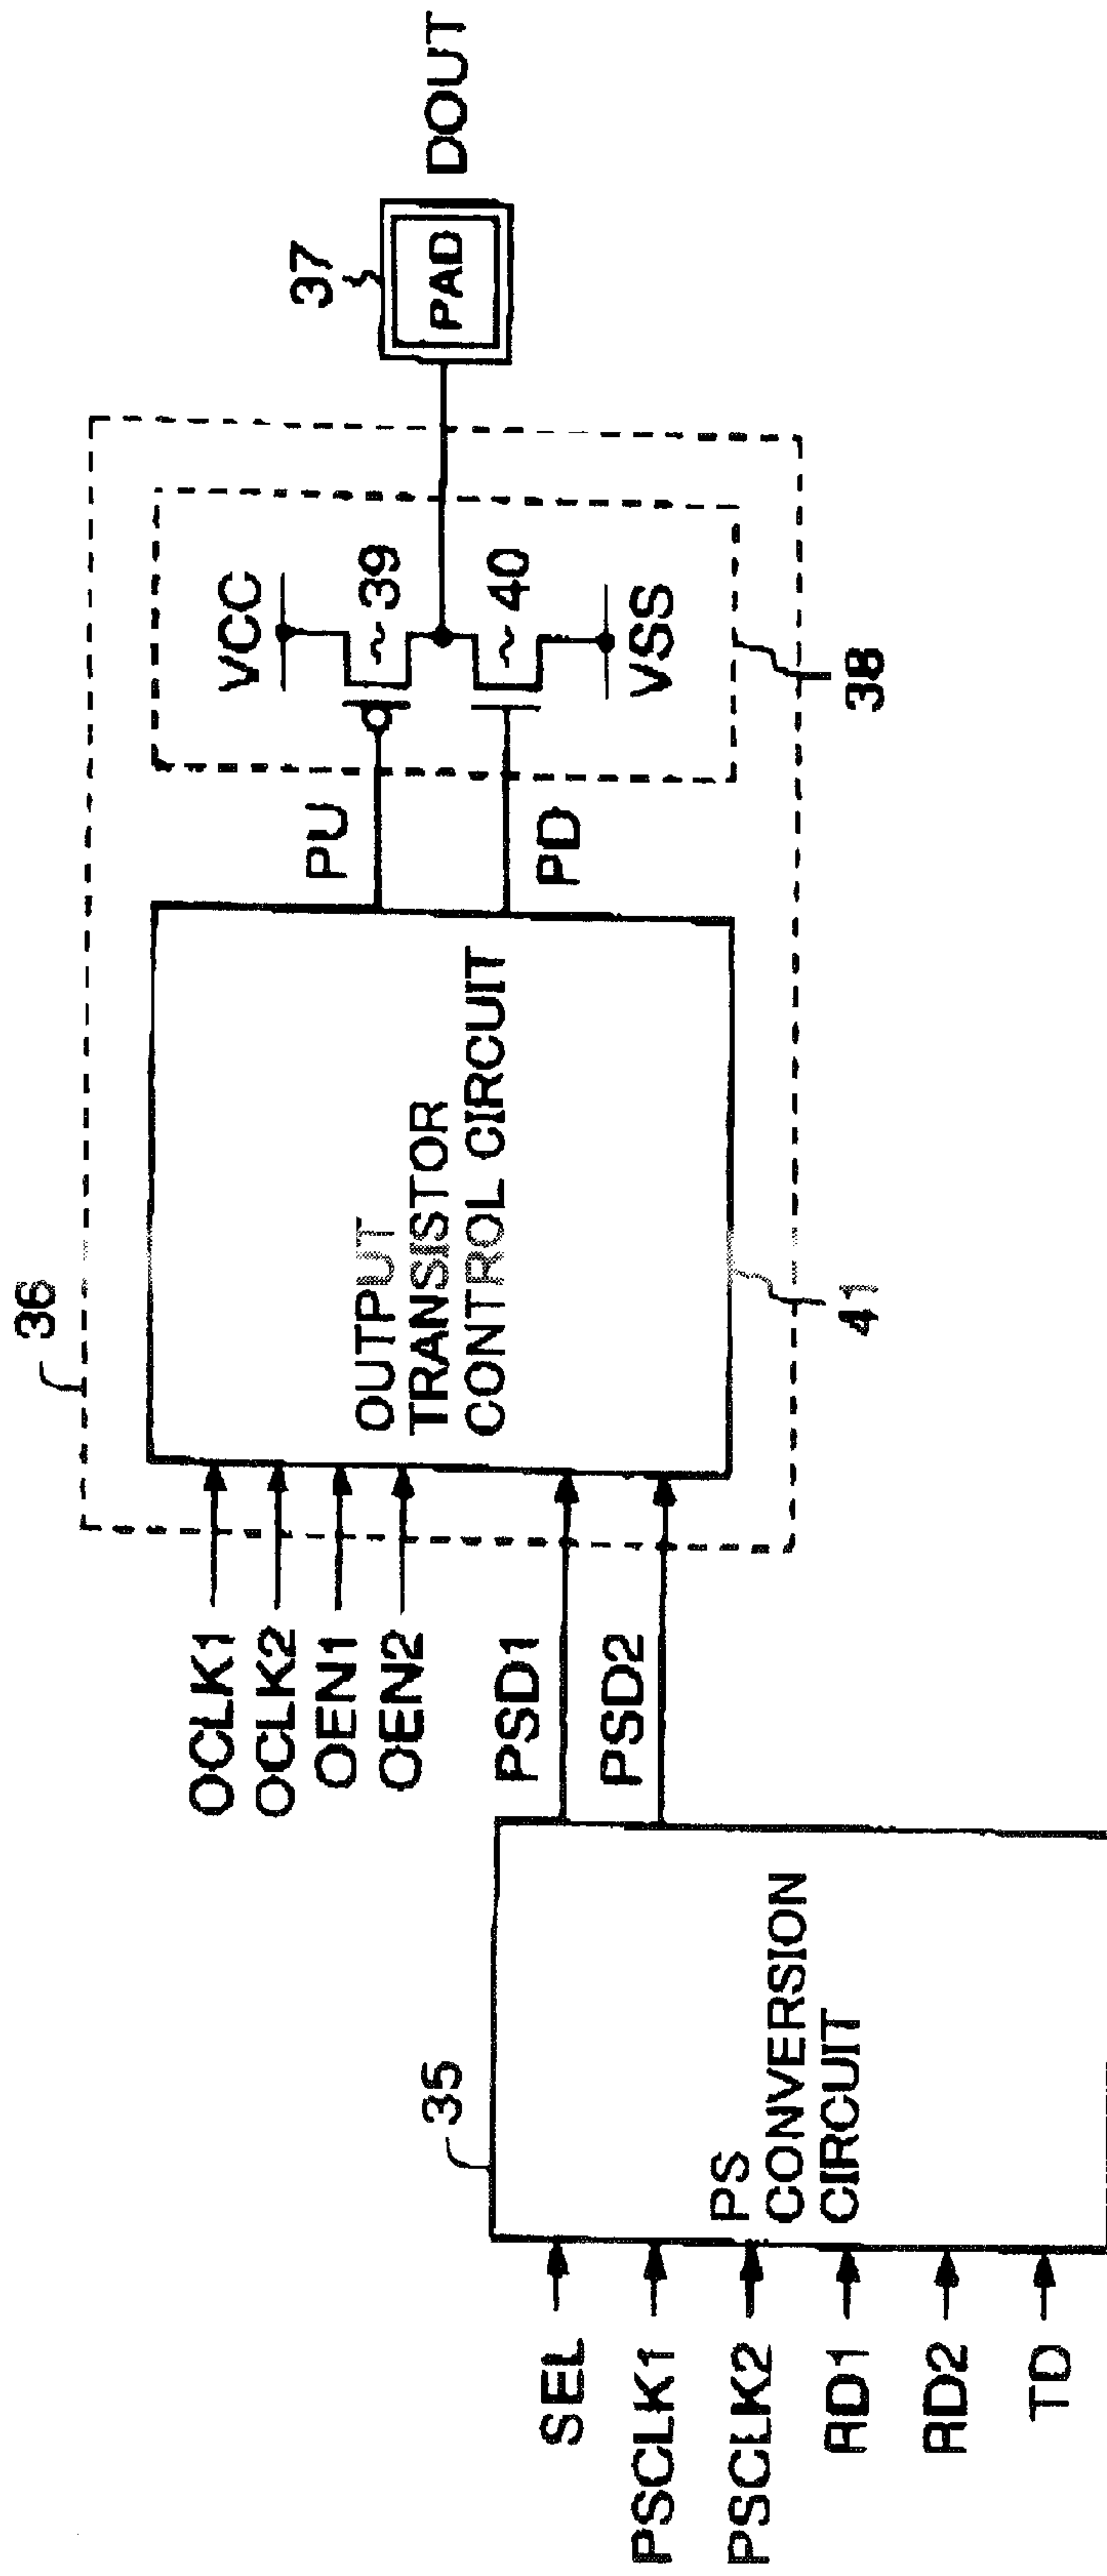 36
37
DOUT
PAD
VCC
39
40
VSS
38
PU
PD
OUTPUT
TRANSISTOR
CONTROL CIRCUIT
41
OCLK1
OCLK2
OEN1
OEN2
PSD1
PSD2
35
PS
CONVERSION
CIRCUIT
SEL
PSCLK1
PSCLK2
RD1
RD2
TD